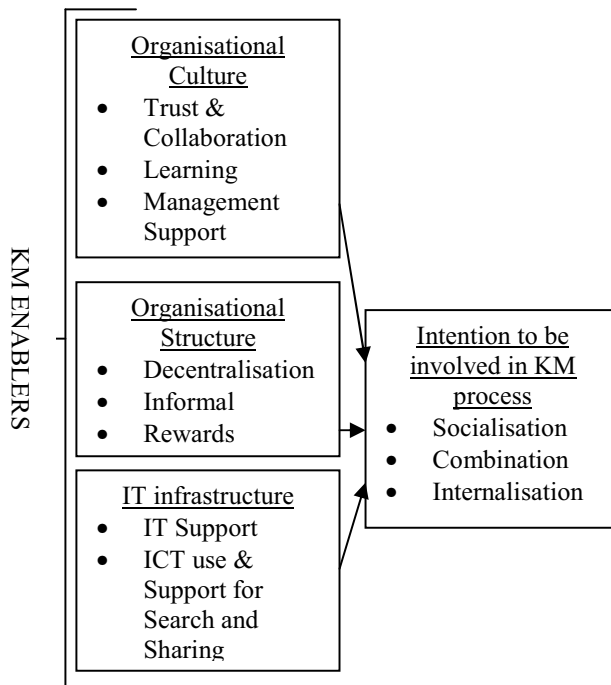 KM ENABLERS
Organisational
Culture
• Trust &
Collaboration
• Learning
• Management
Support
Organisational
Structure
• Decentralisation
• Informal
• Rewards
IT infrastructure
• IT Support
• ICT use &
Support for
Search and
Sharing
Intention to be
involved in KM
process
• Socialisation
• Combination
• Internalisation